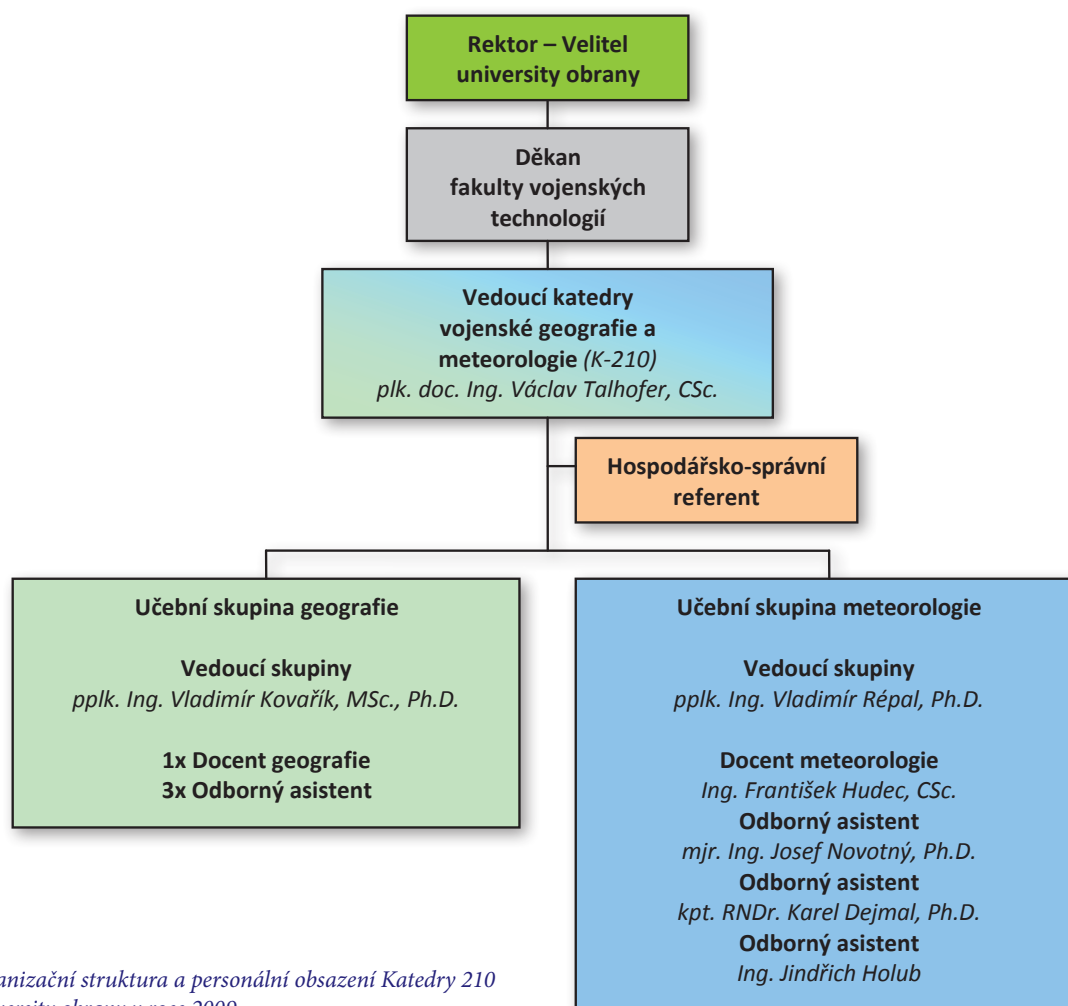 Rektor – Velitel
university obrany
Děkan
fakulty vojenských
technologií
Vedoucí katedry
vojenské geografie a
meteorologie (K-210)
plk. doc. Ing. Václav Talhofer, CSc.
Hospodářsko-správní
referent
Učební skupina geografie
Vedoucí skupiny
pplk. Ing. Vladimír Kovařík, MSc., Ph.D.
1x Docent geografie
3x Odborný asistent
Učební skupina meteorologie
Vedoucí skupiny
pplk. Ing. Vladimír Répal, Ph.D.
Docent meteorologie
Ing. František Hudec, CSc.
Odborný asistent
mjr. Ing. Josef Novotný, Ph.D.
Odborný asistent
kpt. RNDr. Karel Dejmal, Ph.D.
Odborný asistent
Ing. Jindřich Holub
anizační struktura a personální obsazení Katedry 210